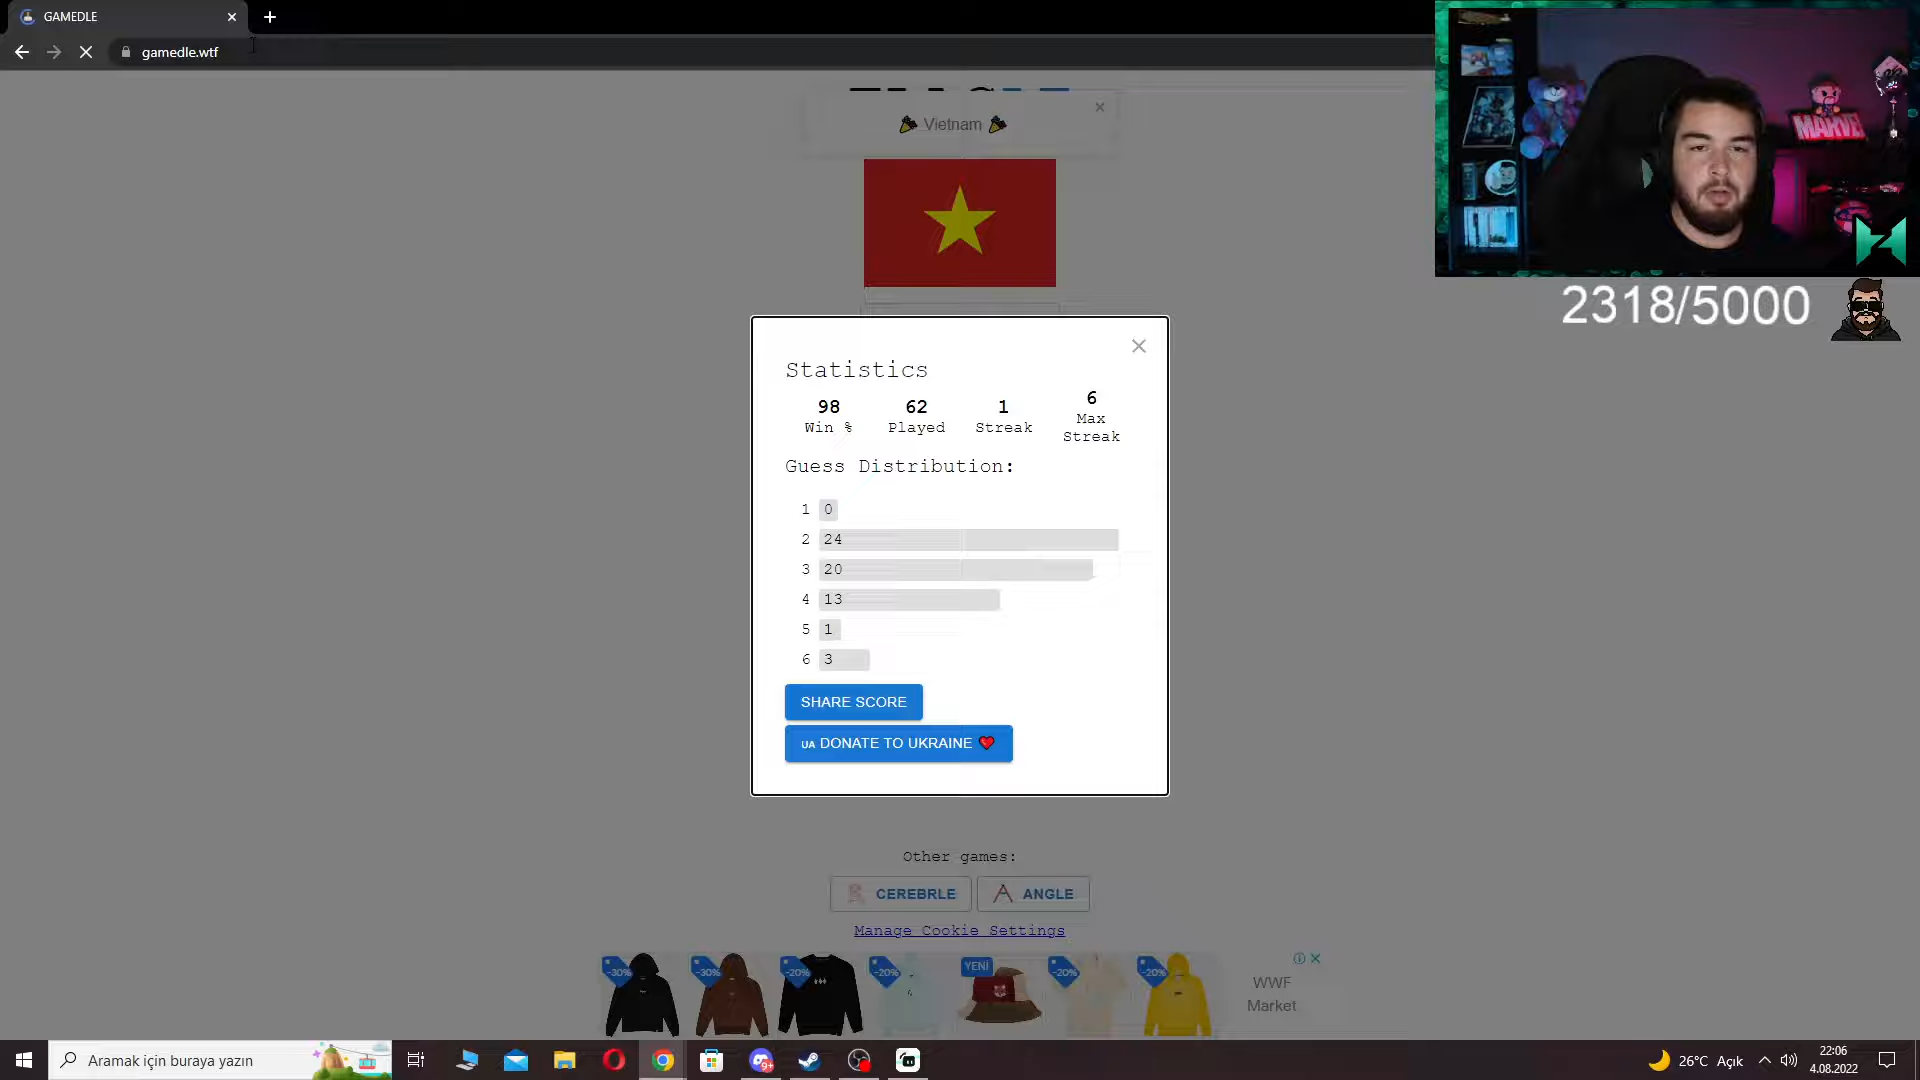 GAMEDLE
gamedle.wtf
Vietnam
MARVEL
2318/5000
Statistics
98 62 1 6
Win % Played Streak Max Streak
Guess Distribution:
1 0
2 24
3 20
4 13
5 1
6 3
SHARE SCORE
UA DONATE TO UKRAINE
Other games:
CEREBRLE ANGLE
Manage Cookie Settings
-30% -30% -20% -20% YENİ -20% -20%
WWF
Market
Aramak için buraya yazın
9+
26°C Açık
22:06
4.08.2022